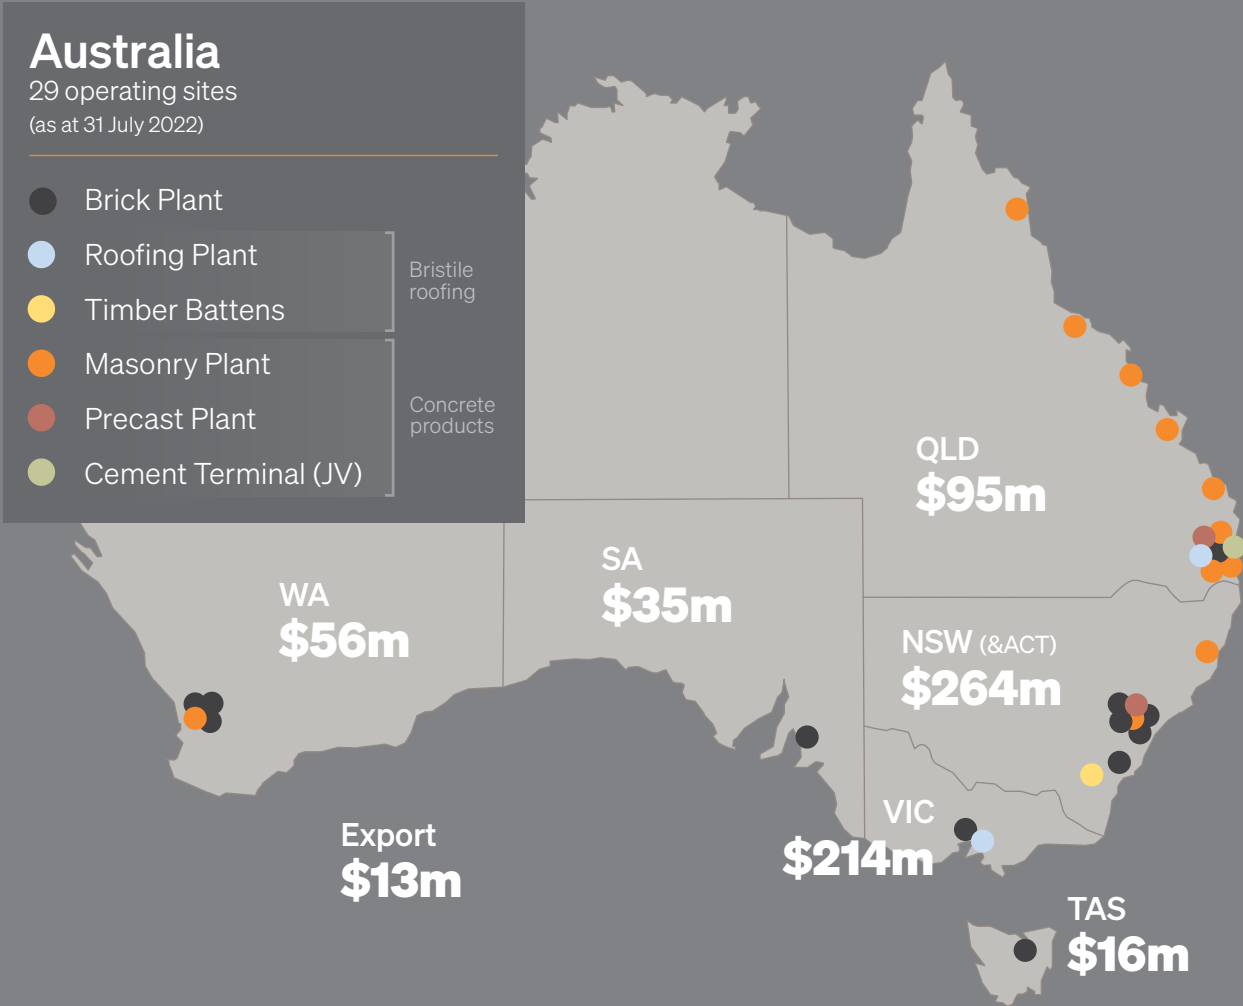 Australia
29 operating sites
(as at 31 July 2022)
Brick Plant
Roofing Plant
Timber Battens
Bristile
roofing
Masonry Plant
Precast Plant
Cement Terminal (JV)
Concrete
products
QLD
$95m
SA
$35m
WA
$56m
NSW (&ACT)
$264m
VIC
$214m
Export
$13m
TAS
$16m